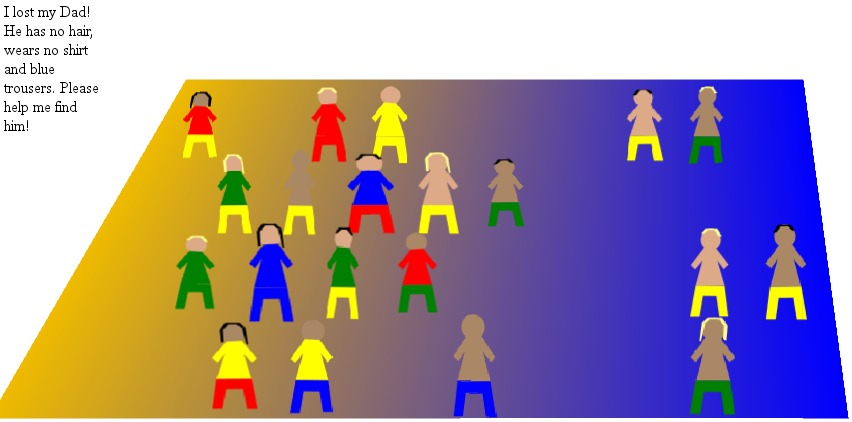 I lost my Dad!
He has no hair,
wears no shirt
and blue
trousers. Please
help me find
him!